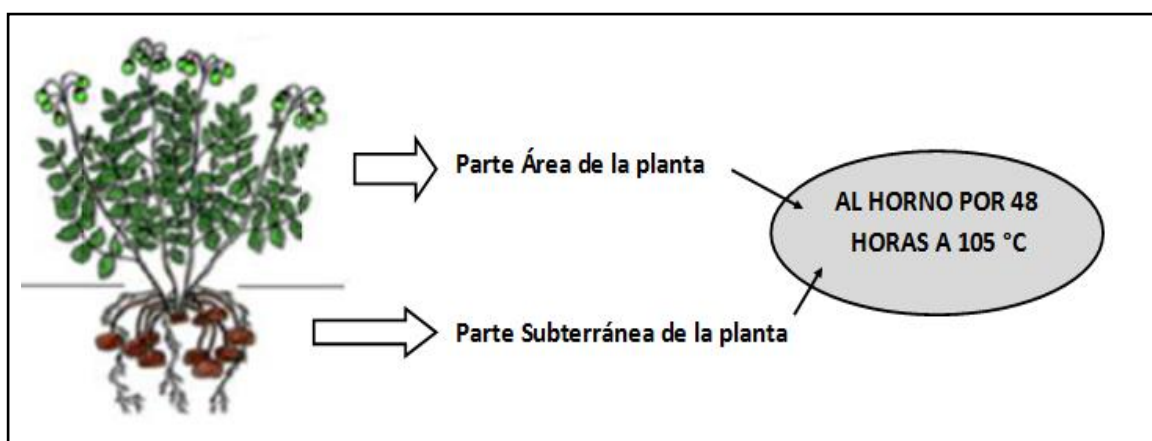 Parte Área de la planta
AL HORNO POR 48
HORAS A 105 °C
Parte Subterránea de la planta